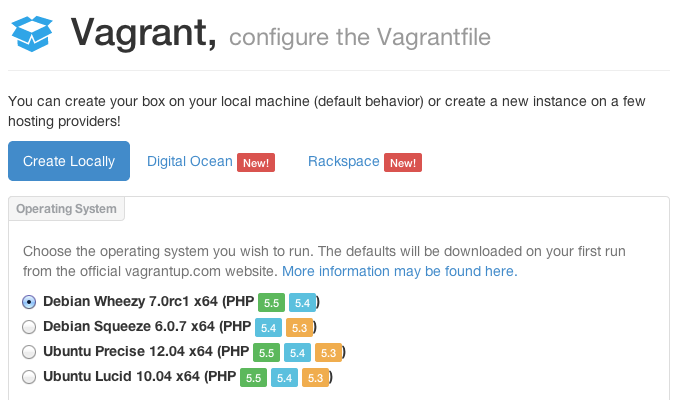 Vagrant, configure the Vagrantfile
You can create your box on your local machine (default behavior) or create a new instance on a few
hosting providers!
Create Locally Digital Ocean New! Rackspace New!
Operating System
Choose the operating system you wish to run. The defaults will be downloaded on your first run
from the official vagrantup.com website. More information may be found here.
Debian Wheezy 7.0rc1 x64 (PHP 5.5 5.4)
Debian Squeeze 6.0.7 x64 (PHP 5.4 5.3)
Ubuntu Precise 12.04 x64 (PHP 5.5 5.4 5.3)
Ubuntu Lucid 10.04 x64 (PHP 5.5 5.4 5.3)